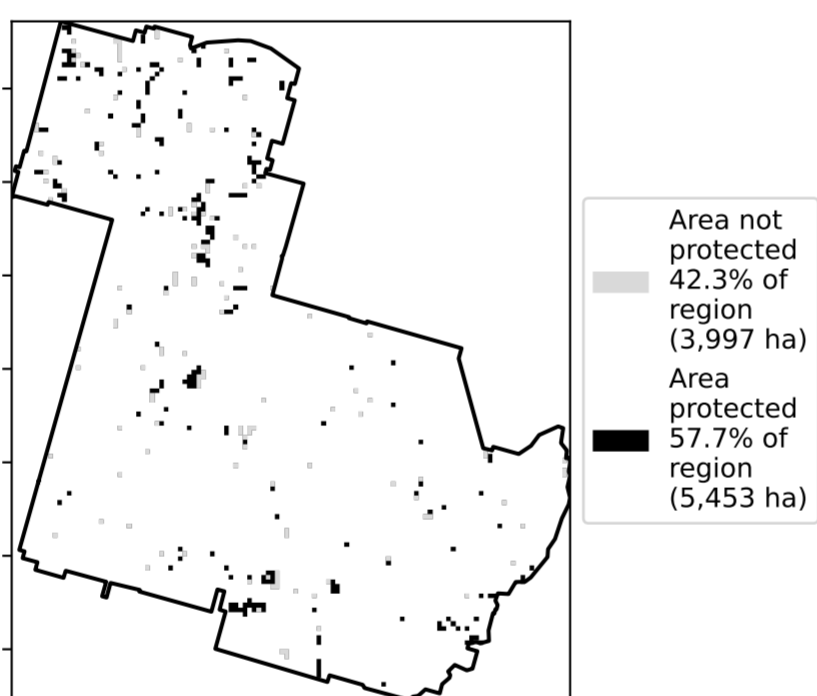 Area not
protected
42.3% of
region
(3,997 ha)
Area
protected
57.7% of
region
(5,453 ha)